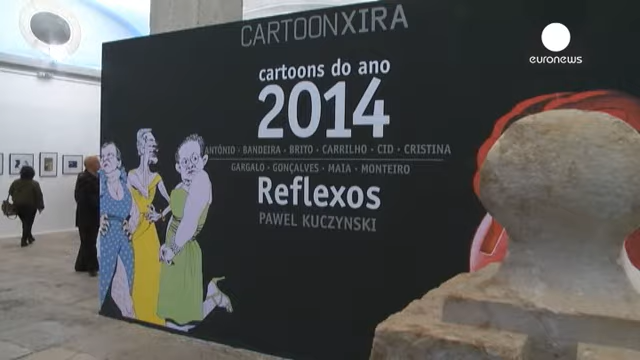 CARTOONXIRA
euronews
cartoons do ano
2014
ANTÓNIO · BANDEIRA · BRITO · CARRILHO · CID · CRISTINA
GARGALO · GONÇALVES · MAIA · MONTEIRO
Reflexos
PAWEL KUCZYNSKI